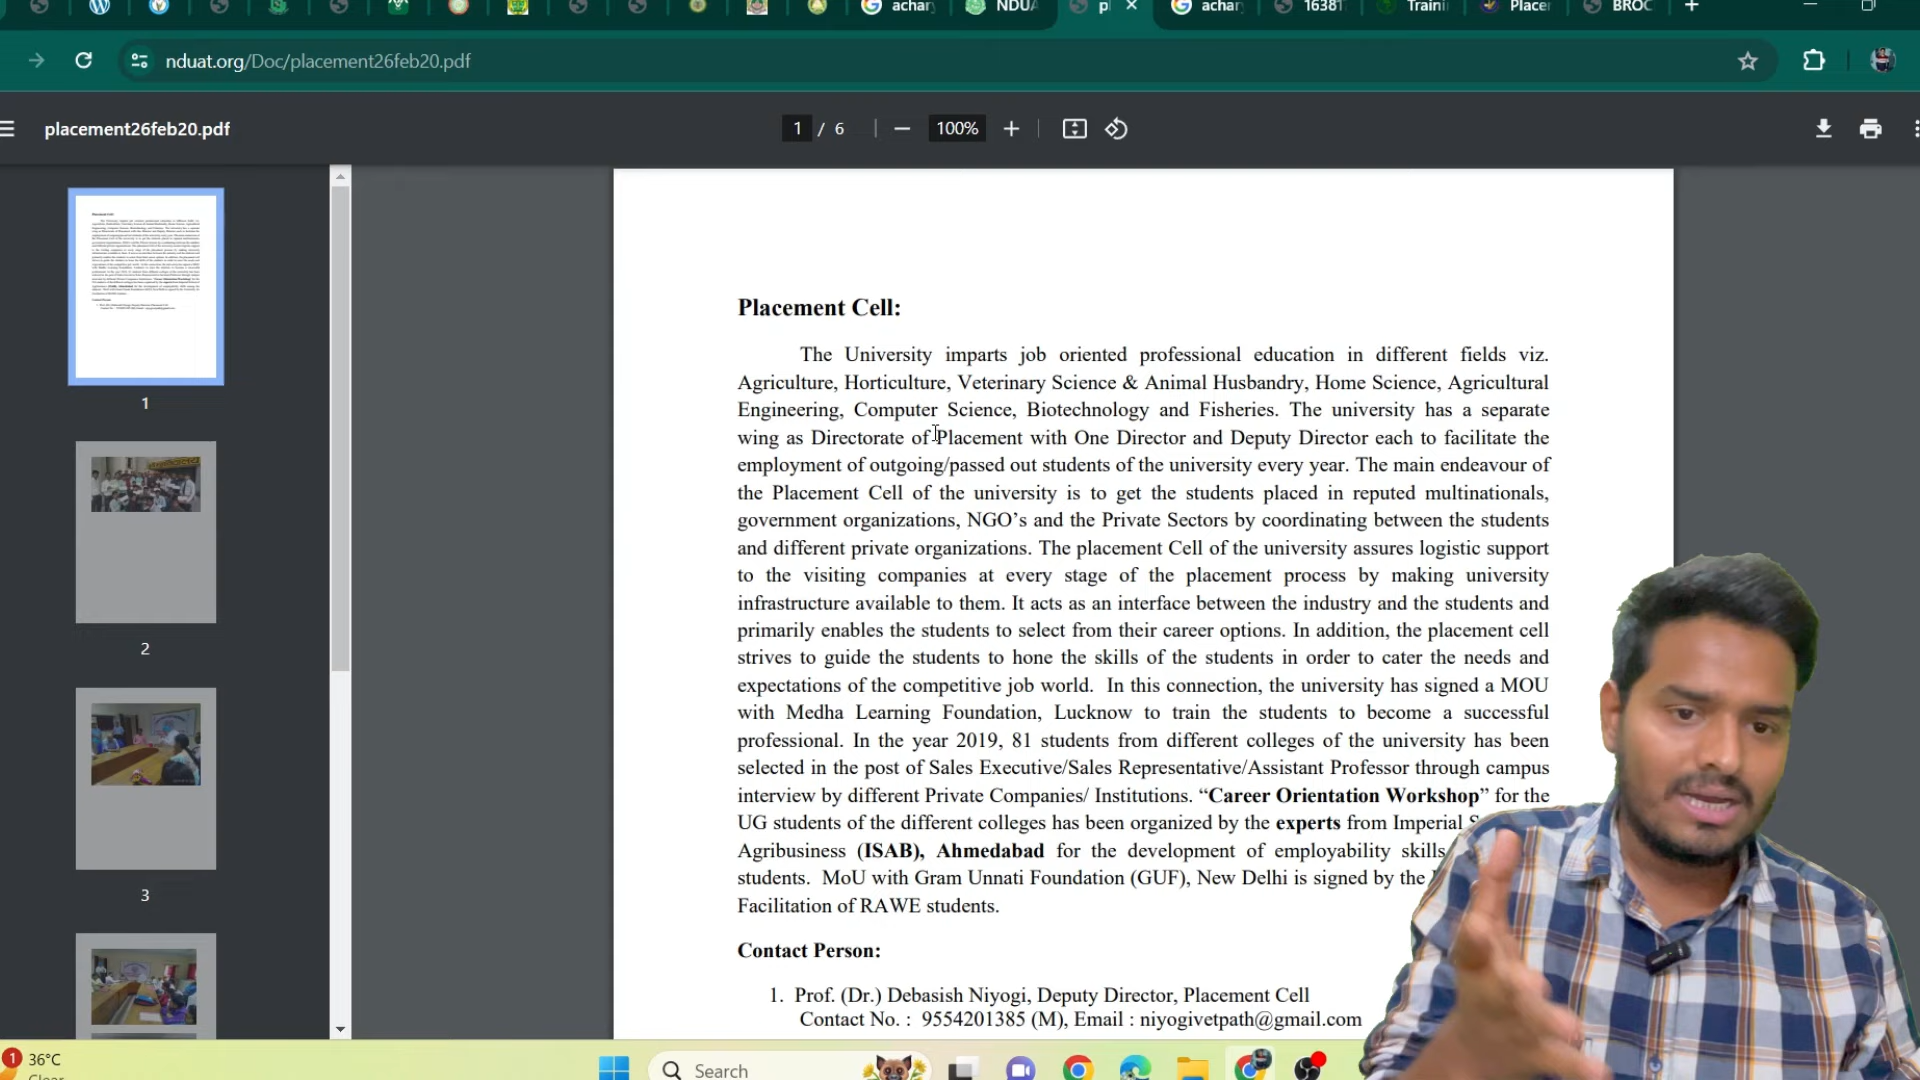 achar
NDUA
p
achar
1638
Traini
Placer
BROC
nduat.org/Doc/placement26feb20.pdf
placement26feb20.pdf
1 / 6
100%
1
2
3
Placement Cell:
The University imparts job oriented professional education in different fields viz.
Agriculture, Horticulture, Veterinary Science & Animal Husbandry, Home Science, Agricultural
Engineering, Computer Science, Biotechnology and Fisheries. The university has a separate
wing as Directorate of Placement with One Director and Deputy Director each to facilitate the
employment of outgoing/passed out students of the university every year. The main endeavour of
the Placement Cell of the university is to get the students placed in reputed multinationals,
government organizations, NGO’s and the Private Sectors by coordinating between the students
and different private organizations. The placement Cell of the university assures logistic support
to the visiting companies at every stage of the placement process by making university
infrastructure available to them. It acts as an interface between the industry and the students and
primarily enables the students to select from their career options. In addition, the placement cell
strives to guide the students to hone the skills of the students in order to cater the needs and
expectations of the competitive job world. In this connection, the university has signed a MOU
with Medha Learning Foundation, Lucknow to train the students to become a successful
professional. In the year 2019, 81 students from different colleges of the university has been
selected in the post of Sales Executive/Sales Representative/Assistant Professor through campus
interview by different Private Companies/ Institutions. “Career Orientation Workshop” for the
UG students of the different colleges has been organized by the experts from Imperial
Agribusiness (ISAB), Ahmedabad for the development of employability skills
students. MoU with Gram Unnati Foundation (GUF), New Delhi is signed by the
Facilitation of RAWE students.
Contact Person:
1. Prof. (Dr.) Debasish Niyogi, Deputy Director, Placement Cell
Contact No. : 9554201385 (M), Email : niyogivetpath@gmail.com
1
36°C
Clear
Search